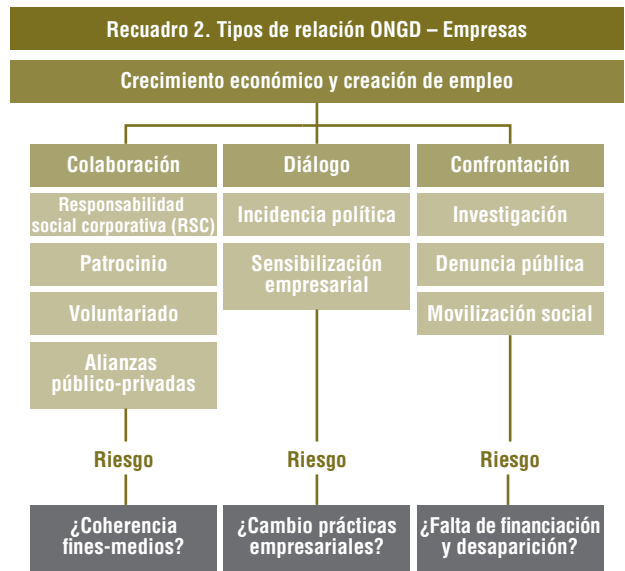 Recuadro 2. Tipos de relación ONGD – Empresas
Crecimiento económico y creación de empleo
Colaboración
Responsabilidad
social corporativa (RSC)
Patrocinio
Voluntariado
Alianzas
público-privadas
Riesgo
¿Coherencia
fines-medios?
Diálogo
Incidencia política
Sensibilización
empresarial
Riesgo
¿Cambio prácticas
empresariales?
Confrontación
Investigación
Denuncia pública
Movilización social
Riesgo
¿Falta de financiación
y desaparición?